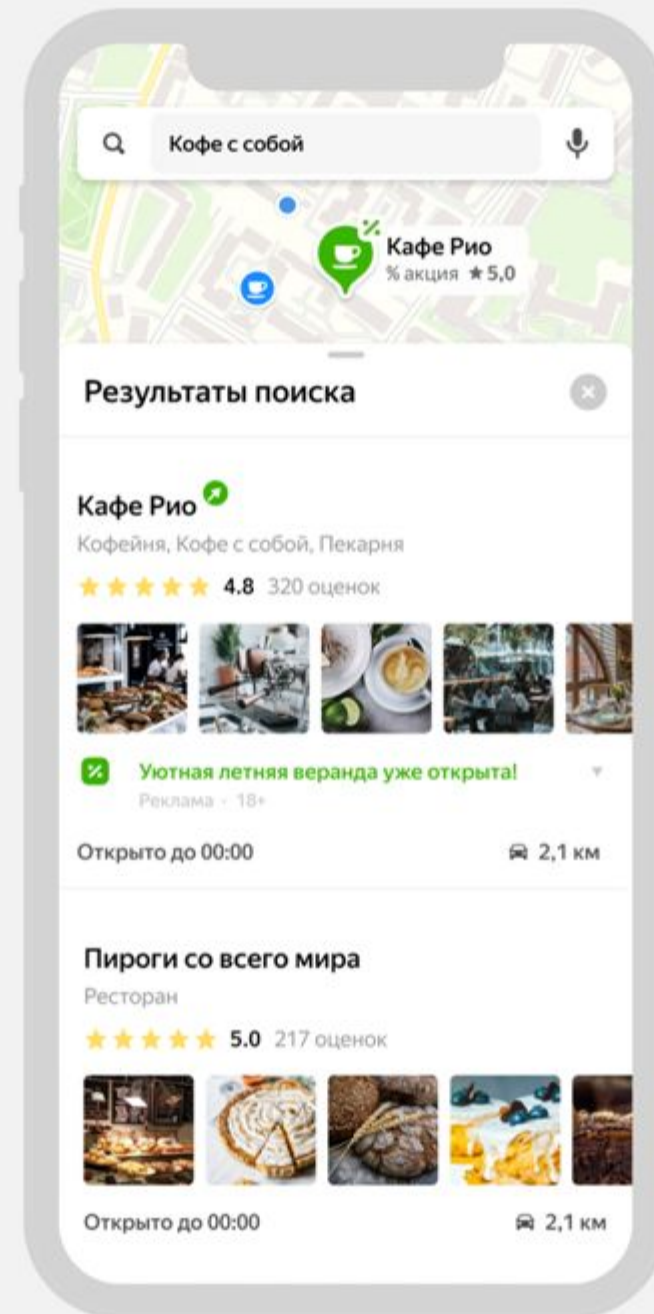 Кофе с собой
Кафе Рио
% акция ★ 5,0
Результаты поиска
Кафе Рио
Кофейня, Кофе с собой, Пекарня
4.8 320 оценок
Уютная летняя веранда уже открыта!
Реклама · 18+
Открыто до 00:00 2,1 км
Пироги со всего мира
Ресторан
5.0 217 оценок
Открыто до 00:00 2,1 км